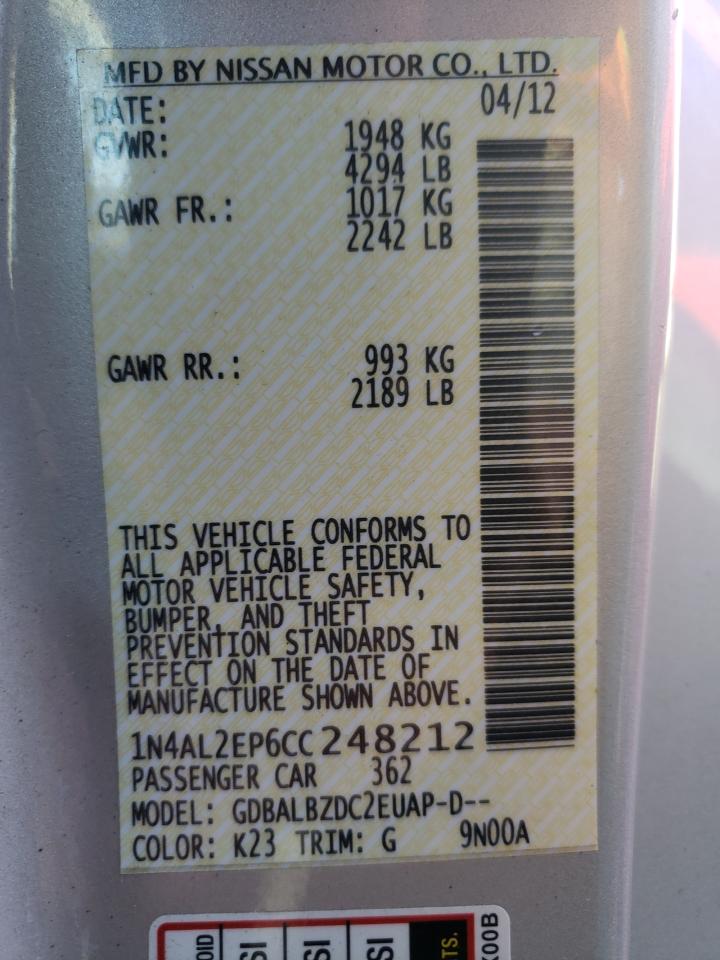 MFD BY NISSAN MOTOR CO., LTD.
DATE: 04/12
GVWR: 1948 KG
4294 LB
GAWR FR.: 1017 KG
2242 LB
GAWR RR.: 993 KG
2189 LB
THIS VEHICLE CONFORMS TO
ALL APPLICABLE FEDERAL
MOTOR VEHICLE SAFETY,
BUMPER, AND THEFT
PREVENTION STANDARDS IN
EFFECT ON THE DATE OF
MANUFACTURE SHOWN ABOVE.
1N4AL2EP6CC248212
PASSENGER CAR 362
MODEL: GDBALBZDC2EUAP-D--
COLOR: K23 TRIM: G 9N00A